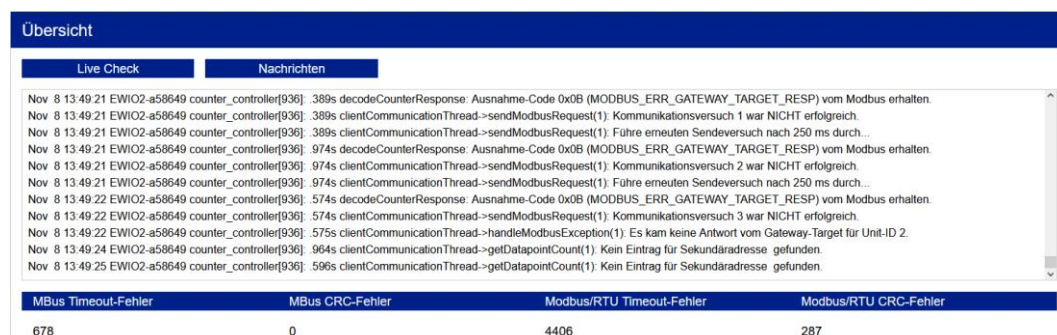 Übersicht
Live Check Nachrichten
Nov 8 13:49:21 EWIO2-a58649 counter_controller[936]: .389s decodeCounterResponse: Ausnahme-Code 0x0B (MODBUS_ERR_GATEWAY_TARGET_RESP) vom Modbus erhalten.
Nov 8 13:49:21 EWIO2-a58649 counter_controller[936]: .389s clientCommunicationThread->sendModbusRequest(1): Kommunikationsversuch 1 war NICHT erfolgreich.
Nov 8 13:49:21 EWIO2-a58649 counter_controller[936]: .389s clientCommunicationThread->sendModbusRequest(1): Führe erneuten Sendeversuch nach 250 ms durch...
Nov 8 13:49:21 EWIO2-a58649 counter_controller[936]: .974s decodeCounterResponse: Ausnahme-Code 0x0B (MODBUS_ERR_GATEWAY_TARGET_RESP) vom Modbus erhalten.
Nov 8 13:49:21 EWIO2-a58649 counter_controller[936]: .974s clientCommunicationThread->sendModbusRequest(1): Kommunikationsversuch 2 war NICHT erfolgreich.
Nov 8 13:49:21 EWIO2-a58649 counter_controller[936]: .974s clientCommunicationThread->sendModbusRequest(1): Führe erneuten Sendeversuch nach 250 ms durch...
Nov 8 13:49:22 EWIO2-a58649 counter_controller[936]: .574s decodeCounterResponse: Ausnahme-Code 0x0B (MODBUS_ERR_GATEWAY_TARGET_RESP) vom Modbus erhalten.
Nov 8 13:49:22 EWIO2-a58649 counter_controller[936]: .574s clientCommunicationThread->sendModbusRequest(1): Kommunikationsversuch 3 war NICHT erfolgreich.
Nov 8 13:49:22 EWIO2-a58649 counter_controller[936]: .575s clientCommunicationThread->handleModbusException(1): Es kam keine Antwort vom Gateway-Target für Unit-ID 2.
Nov 8 13:49:24 EWIO2-a58649 counter_controller[936]: .964s clientCommunicationThread->getDatapointCount(1): Kein Eintrag für Sekundäradresse gefunden.
Nov 8 13:49:25 EWIO2-a58649 counter_controller[936]: .596s clientCommunicationThread->getDatapointCount(1): Kein Eintrag für Sekundäradresse gefunden.
MBus Timeout-Fehler MBus CRC-Fehler Modbus/RTU Timeout-Fehler Modbus/RTU CRC-Fehler
678 0 4406 287